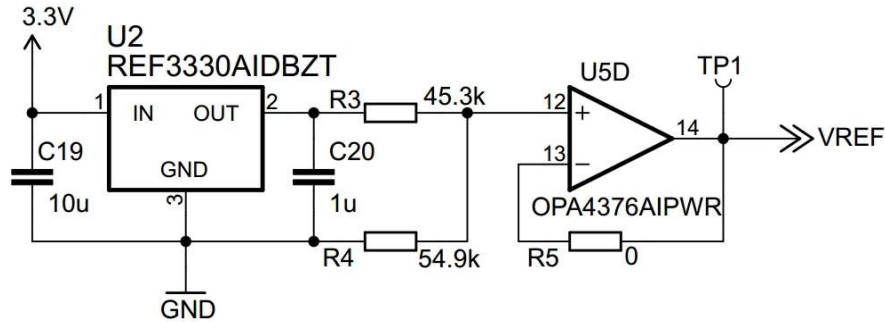 3.3V
U2
REF3330AIDBZT
1
IN
OUT
2
GND
3
C19
10u
C20
1u
R3
45.3k
R4
54.9k
GND
U5D
12
+
13
−
14
OPA4376AIPWR
R5
0
TP1
VREF